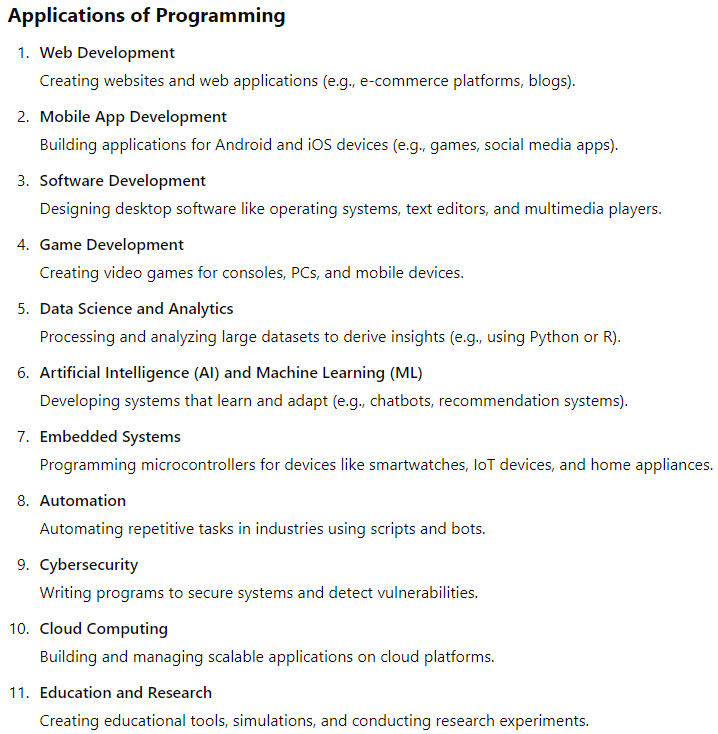 Applications of Programming
1. Web Development
Creating websites and web applications (e.g., e-commerce platforms, blogs).
2. Mobile App Development
Building applications for Android and iOS devices (e.g., games, social media apps).
3. Software Development
Designing desktop software like operating systems, text editors, and multimedia players.
4. Game Development
Creating video games for consoles, PCs, and mobile devices.
5. Data Science and Analytics
Processing and analyzing large datasets to derive insights (e.g., using Python or R).
6. Artificial Intelligence (AI) and Machine Learning (ML)
Developing systems that learn and adapt (e.g., chatbots, recommendation systems).
7. Embedded Systems
Programming microcontrollers for devices like smartwatches, IoT devices, and home appliances.
8. Automation
Automating repetitive tasks in industries using scripts and bots.
9. Cybersecurity
Writing programs to secure systems and detect vulnerabilities.
10. Cloud Computing
Building and managing scalable applications on cloud platforms.
11. Education and Research
Creating educational tools, simulations, and conducting research experiments.